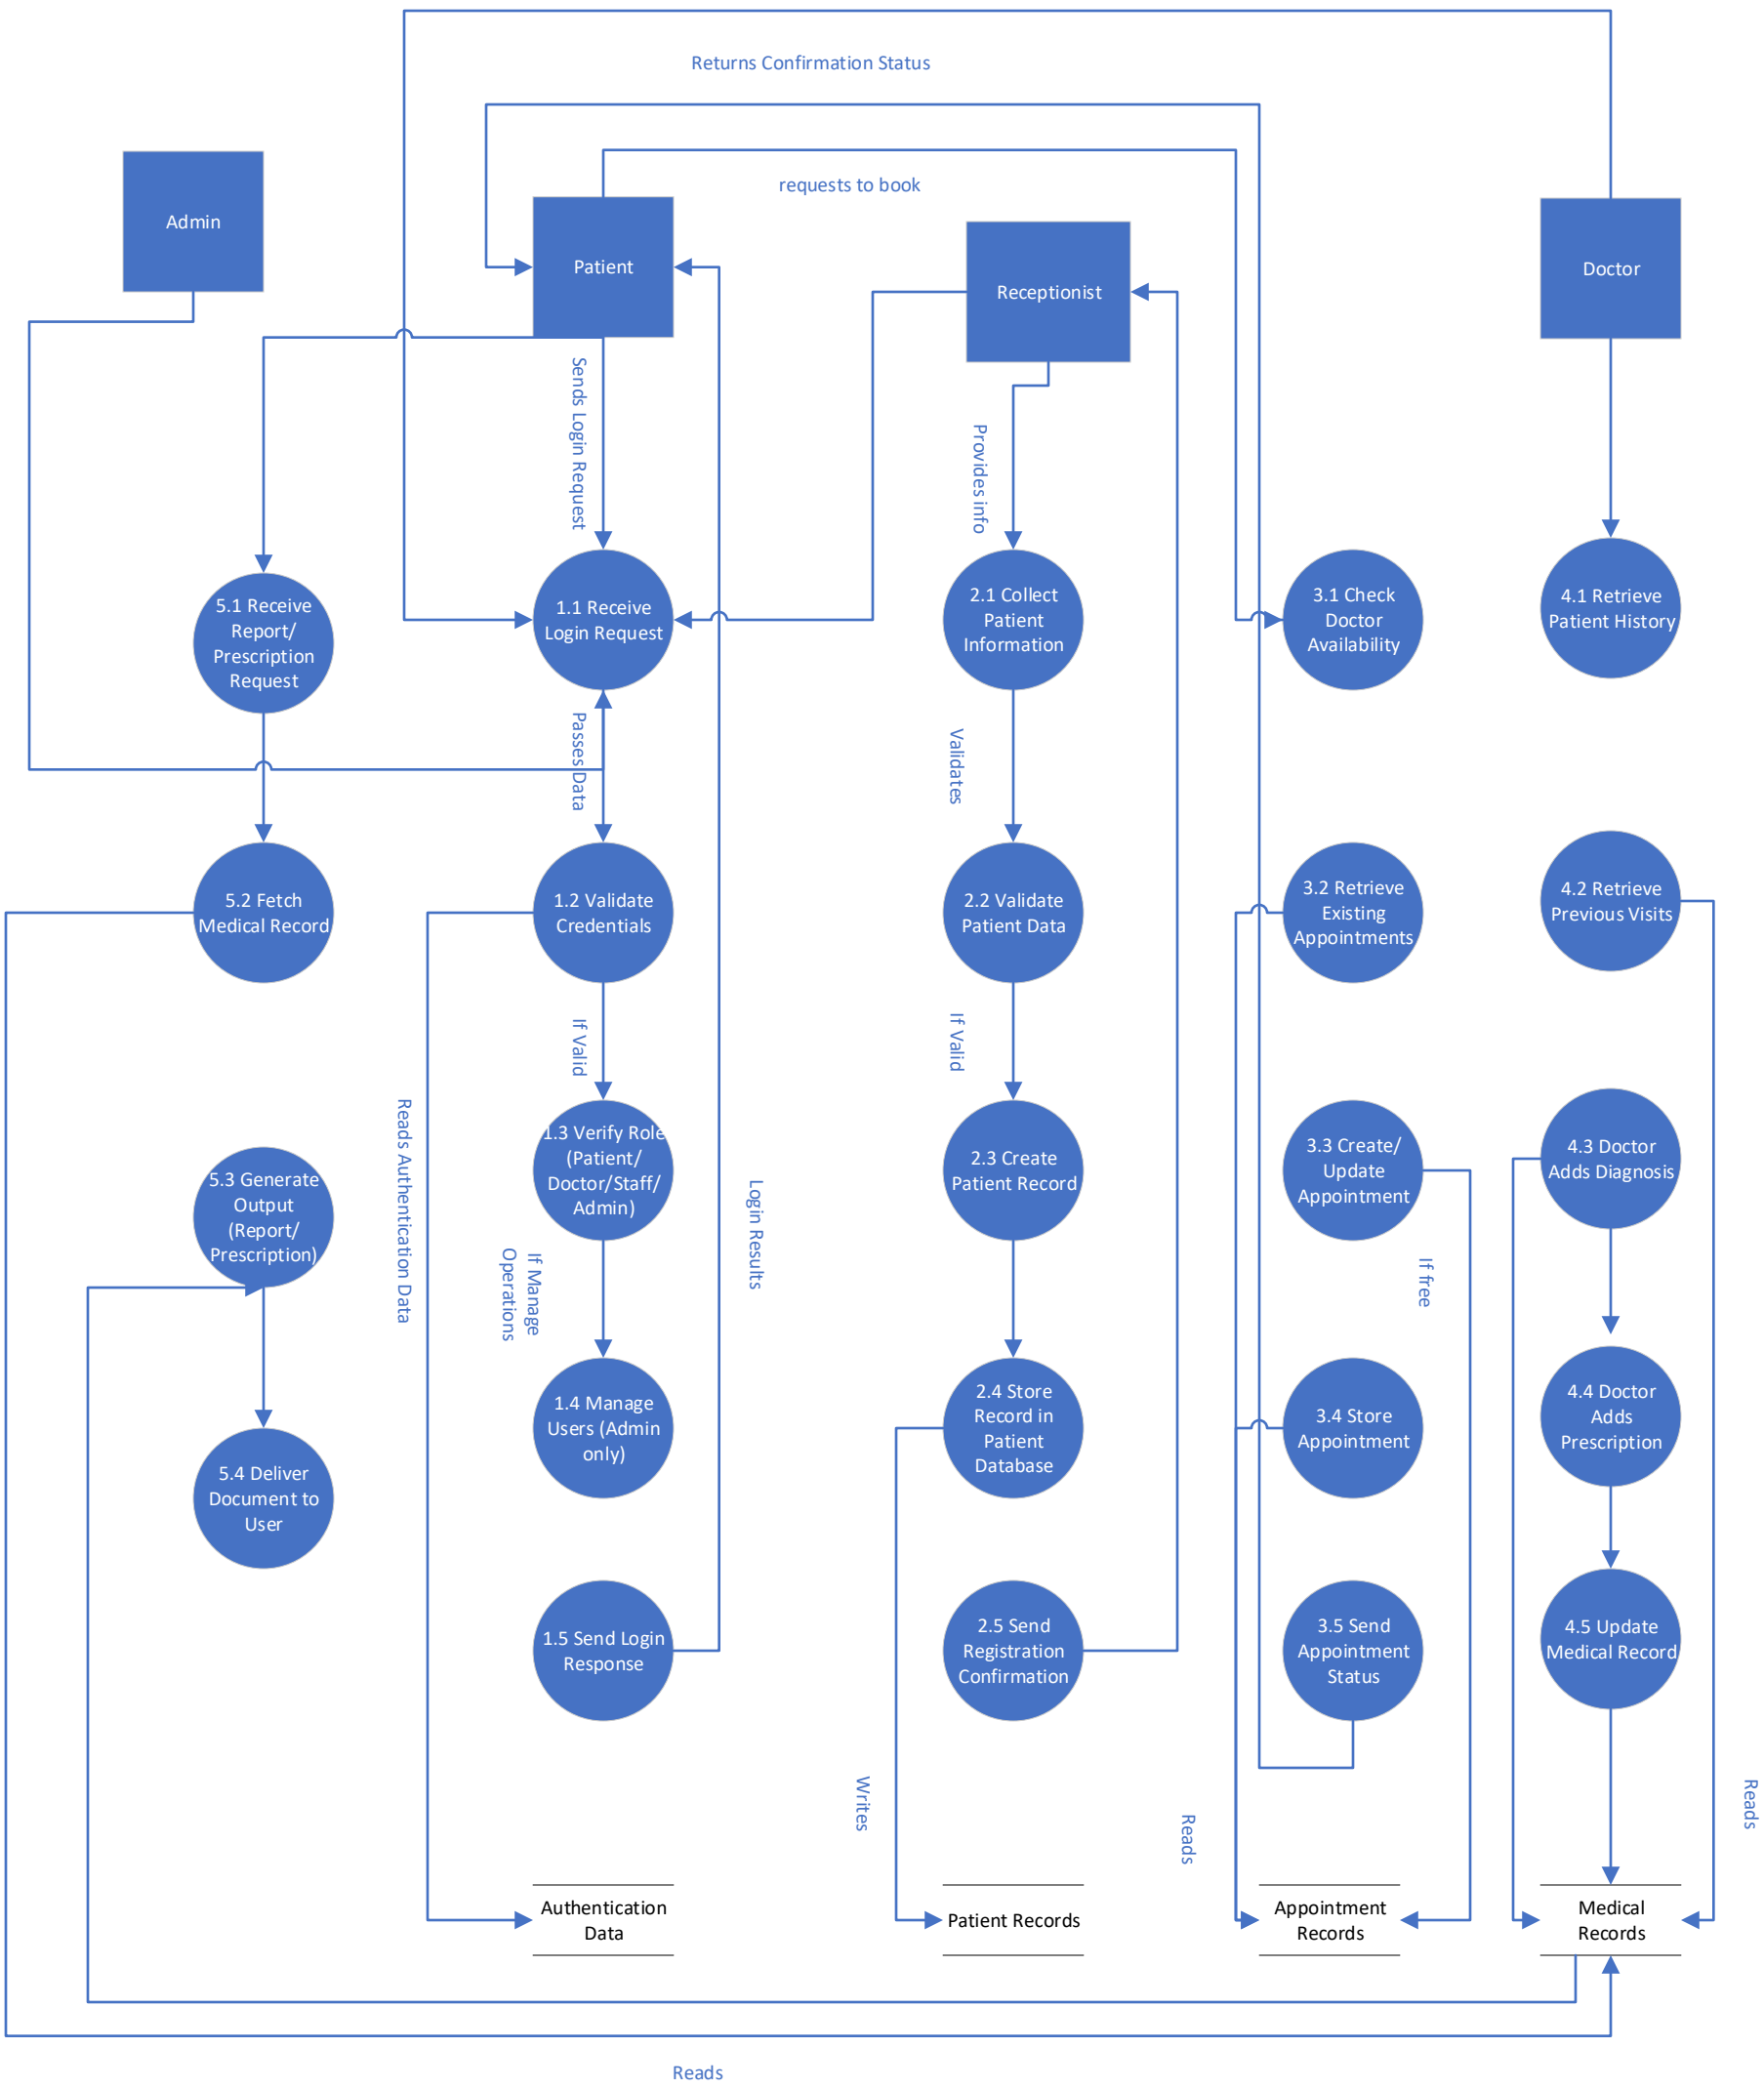 Returns Confirmation Status
requests to book
Admin
Patient
Receptionist
Doctor
Sends Login Request
Provides info
5.1 Receive
Report/
Prescription
Request
1.1 Receive
Login Request
2.1 Collect
Patient
Information
3.1 Check
Doctor
Availability
4.1 Retrieve
Patient History
Passes Data
Validates
5.2 Fetch
Medical Record
1.2 Validate
Credentials
2.2 Validate
Patient Data
3.2 Retrieve
Existing
Appointments
4.2 Retrieve
Previous Visits
If Valid
If Valid
Reads Authentication Data
5.3 Generate
Output
(Report/
Prescription)
1.3 Verify Role
(Patient/
Doctor/Staff/
Admin)
Login Results
2.3 Create
Patient Record
3.3 Create/
Update
Appointment
4.3 Doctor
Adds Diagnosis
If Manage
Operations
If free
5.4 Deliver
Document to
User
1.4 Manage
Users (Admin
only)
2.4 Store
Record in
Patient
Database
3.4 Store
Appointment
4.4 Doctor
Adds
Prescription
1.5 Send Login
Response
2.5 Send
Registration
Confirmation
3.5 Send
Appointment
Status
4.5 Update
Medical Record
Writes
Reads
Reads
Authentication
Data
Patient Records
Appointment
Records
Medical
Records
Reads